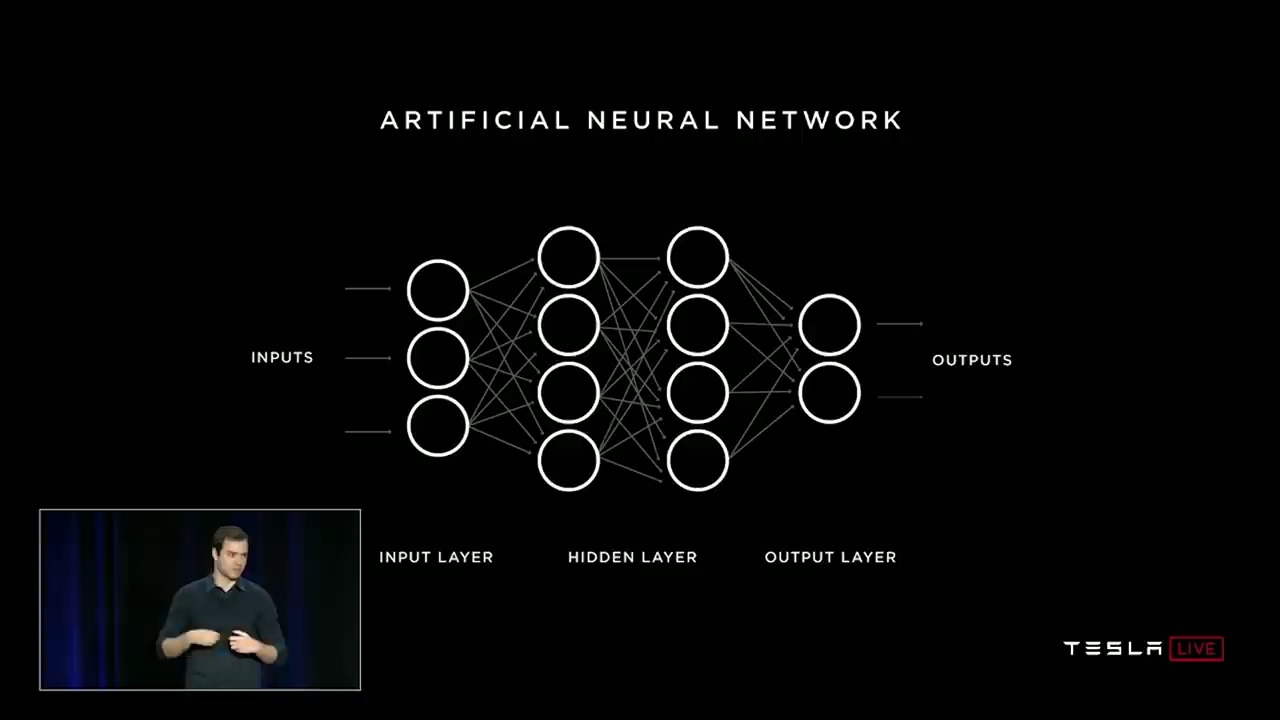 ARTIFICIAL NEURAL NETWORK
INPUTS
OUTPUTS
INPUT LAYER
HIDDEN LAYER
OUTPUT LAYER
TESLA LIVE